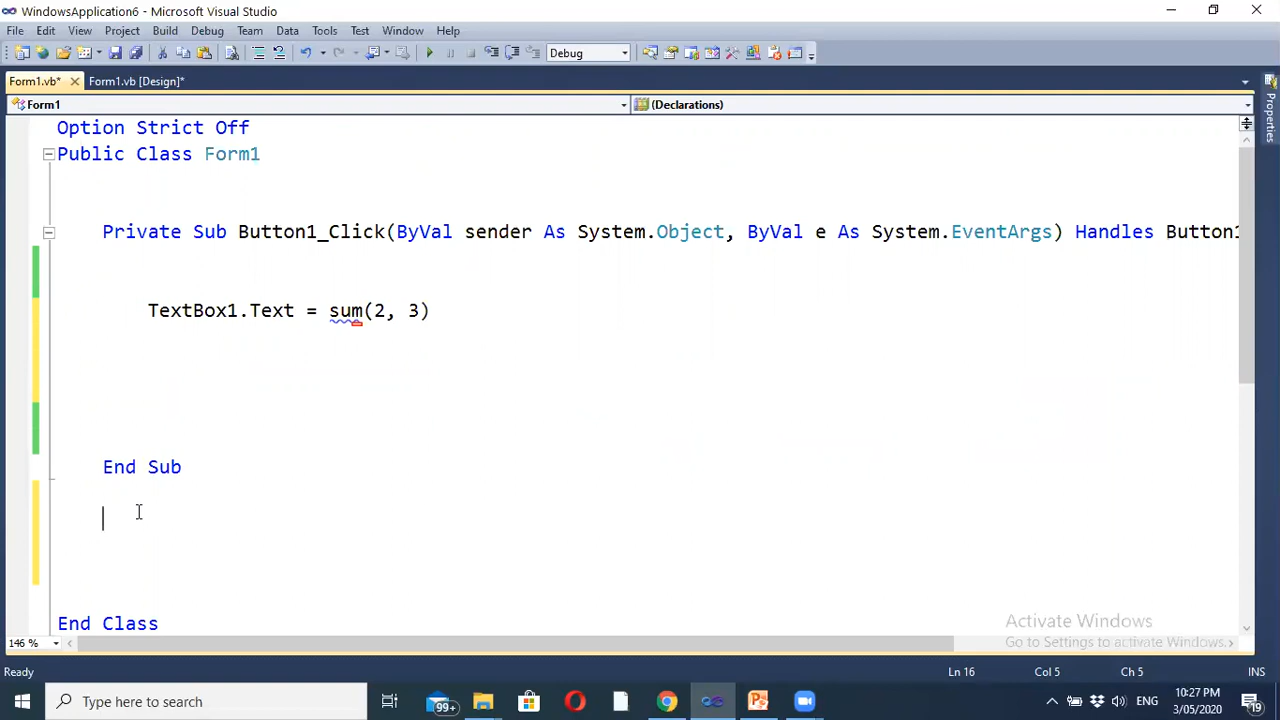 WindowsApplication6 - Microsoft Visual Studio
File Edit View Project Build Debug Team Data Tools Test Window Help
Debug
Form1.vb* Form1.vb [Design]*
Form1 (Declarations)
Properties
Option Strict Off
Public Class Form1
Private Sub Button1_Click(ByVal sender As System.Object, ByVal e As System.EventArgs) Handles Button1
TextBox1.Text = sum(2, 3)
End Sub
End Class
Activate Windows
Go to Settings to activate Windows.
146 %
Ready Ln 16 Col 5 Ch 5 INS
Type here to search
99+
ENG
10:27 PM
3/05/2020
19